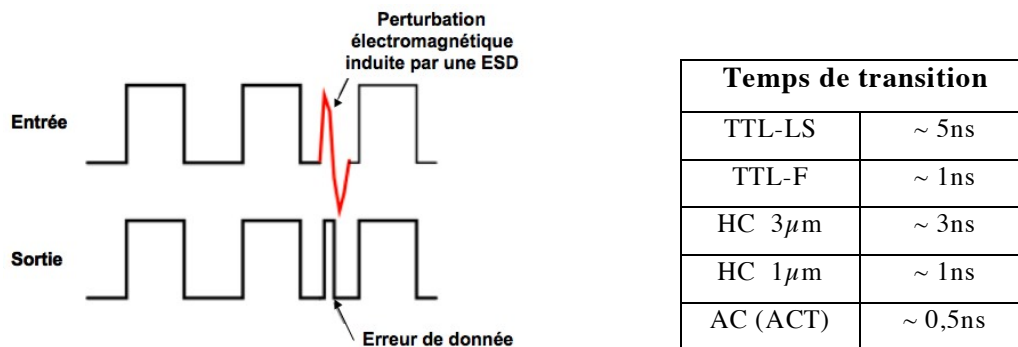 Perturbation
électromagnétique
induite par une ESD
Entrée
Sortie
Erreur de donnée
Temps de transition
TTL-LS ~ 5ns
TTL-F ~ 1ns
HC 3µm ~ 3ns
HC 1µm ~ 1ns
AC (ACT) ~ 0,5ns